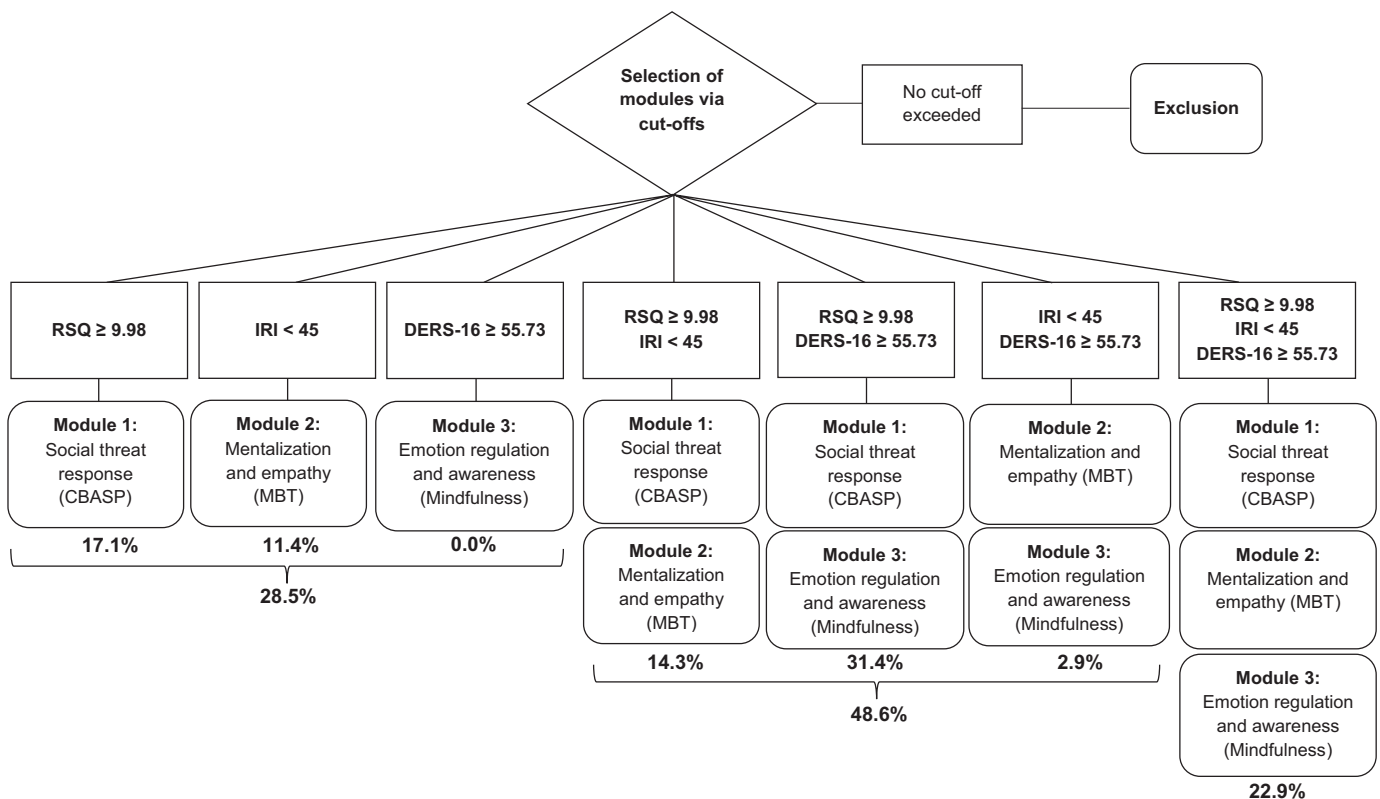 Selection of
modules via
cut-offs
No cut-off
exceeded
Exclusion
RSQ ≥ 9.98
IRI < 45
DERS-16 ≥ 55.73
RSQ ≥ 9.98
IRI < 45
RSQ ≥ 9.98
DERS-16 ≥ 55.73
IRI < 45
DERS-16 ≥ 55.73
RSQ ≥ 9.98
IRI < 45
DERS-16 ≥ 55.73
Module 1:
Social threat
response
(CBASP)
17.1%
Module 2:
Mentalization
and empathy
(MBT)
11.4%
Module 3:
Emotion regulation
and awareness
(Mindfulness)
0.0%
28.5%
Module 1:
Social threat
response
(CBASP)
Module 2:
Mentalization
and empathy
(MBT)
14.3%
Module 1:
Social threat
response
(CBASP)
Module 3:
Emotion regulation
and awareness
(Mindfulness)
31.4%
Module 2:
Mentalization and
empathy (MBT)
Module 3:
Emotion regulation
and awareness
(Mindfulness)
2.9%
48.6%
Module 1:
Social threat
response
(CBASP)
Module 2:
Mentalization and
empathy (MBT)
Module 3:
Emotion regulation
and awareness
(Mindfulness)
22.9%